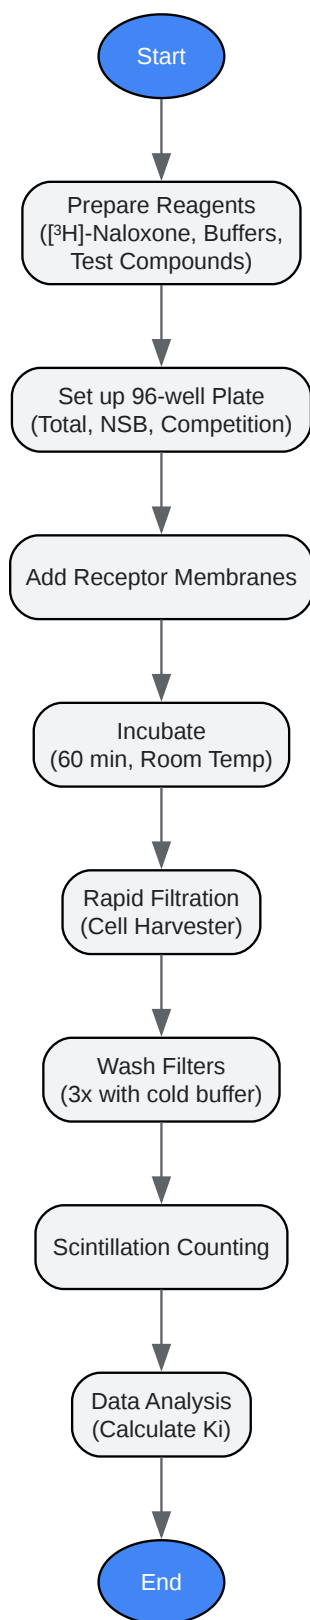 Start
Prepare Reagents
([³H]-Naloxone, Buffers,
Test Compounds)
Set up 96-well Plate
(Total, NSB, Competition)
Add Receptor Membranes
Incubate
(60 min, Room Temp)
Rapid Filtration
(Cell Harvester)
Wash Filters
(3x with cold buffer)
Scintillation Counting
Data Analysis
(Calculate Ki)
End